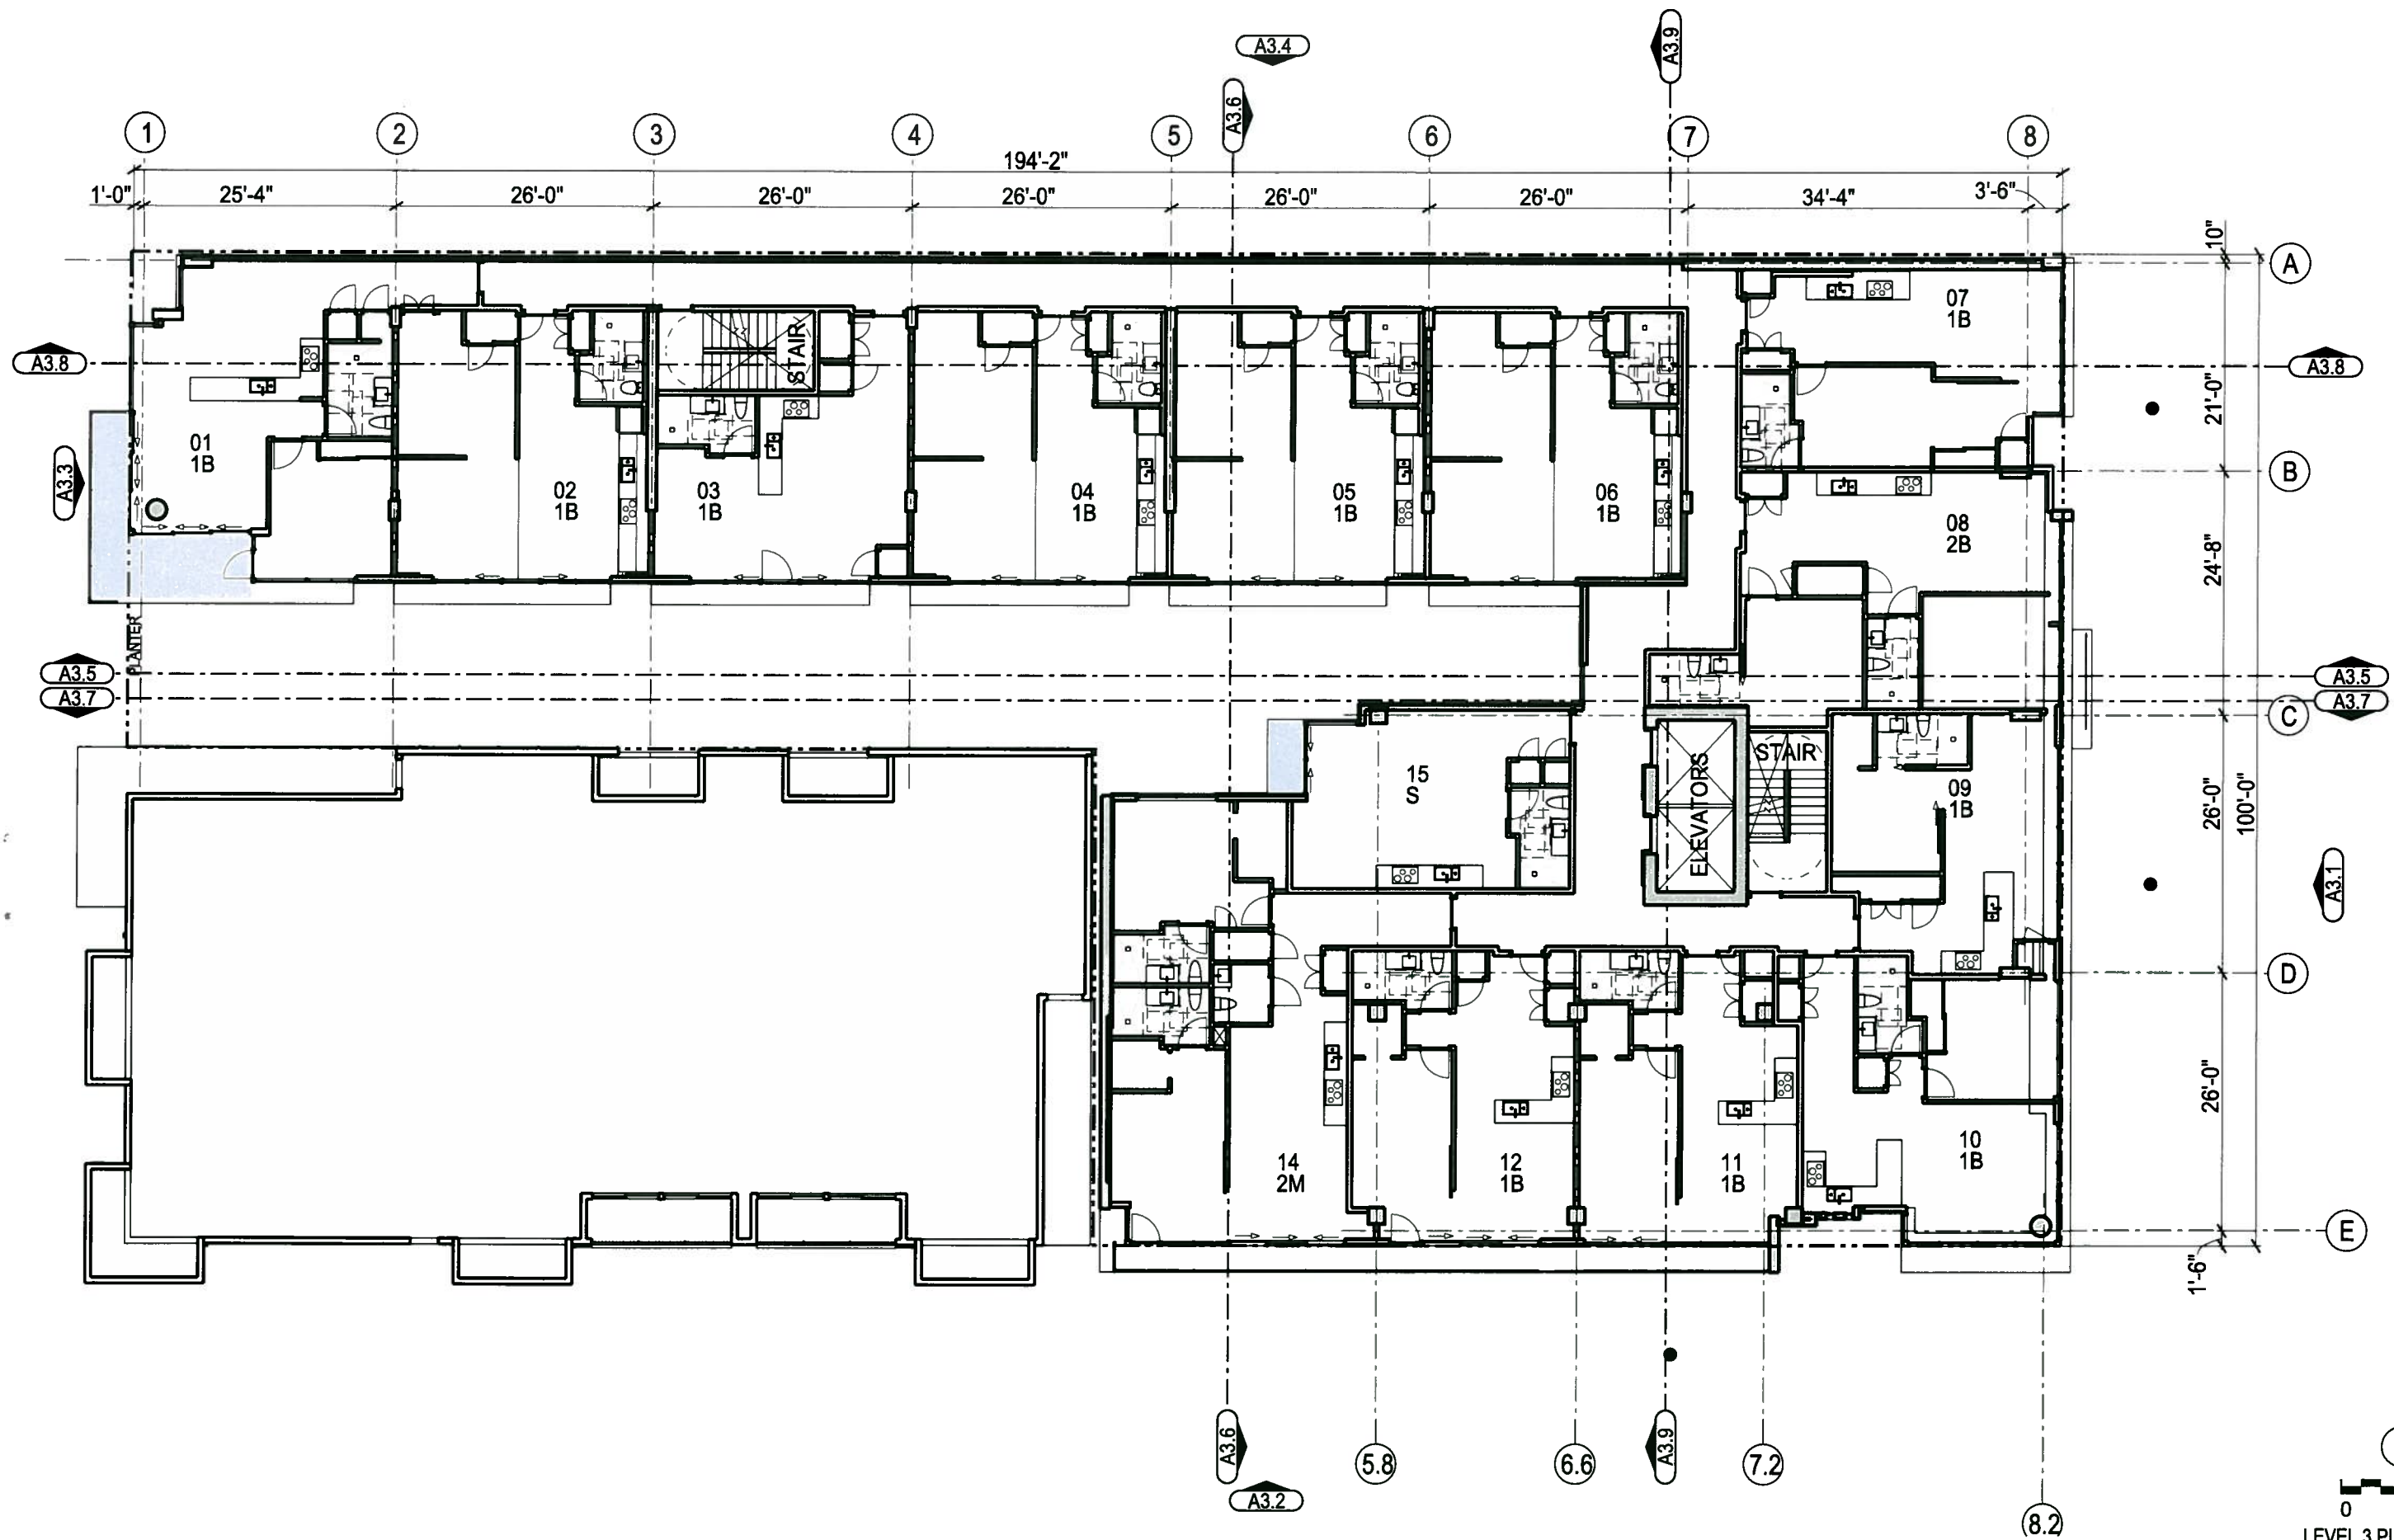 A3.4
A3.9
A3.6
1
2
3
4
5
6
7
8
194'-2"
1'-0"
25'-4"
26'-0"
26'-0"
26'-0"
26'-0"
26'-0"
34'-4"
3'-6"
10"
A
07
1B
STAIR
A3.8
A3.8
21'-0"
01
1B
A3.3
B
02
1B
03
1B
04
1B
05
1B
06
1B
08
2B
24'-8"
PLANTER
A3.5
A3.7
A3.5
A3.7
C
STAIR
ELEVATORS
15
S
09
1B
26'-0"
100'-0"
A3.1
D
26'-0"
10
1B
14
2M
12
1B
11
1B
E
1'-6"
A3.6
A3.9
5.8
6.6
7.2
A3.2
8.2
0